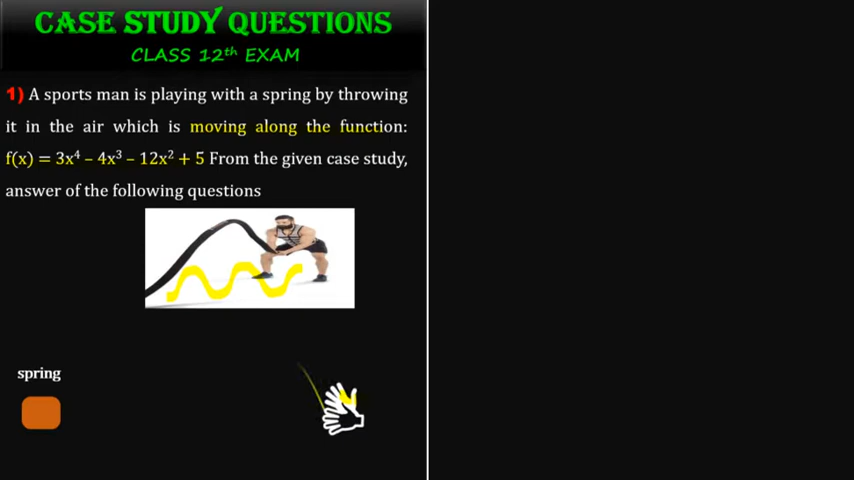 CASE STUDY QUESTIONS
CLASS 12th EXAM
1) A sports man is playing with a spring by throwing
it in the air which is moving along the function:
f(x) = 3x⁴ – 4x³ – 12x² + 5 From the given case study,
answer of the following questions
spring